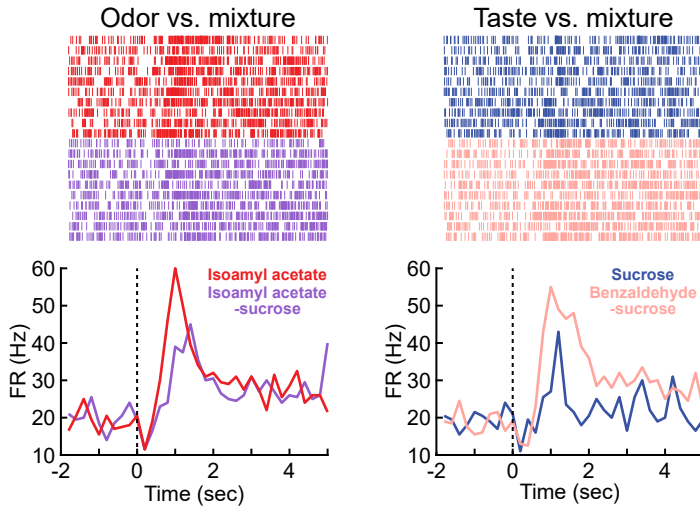 Odor vs. mixture
60
50
40
30
20
10
FR (Hz)
Isoamyl acetate
Isoamyl acetate
-sucrose
-2
0
2
4
Time (sec)
Taste vs. mixture
60
50
40
30
20
10
FR (Hz)
Sucrose
Benzaldehyde
-sucrose
-2
0
2
4
Time (sec)